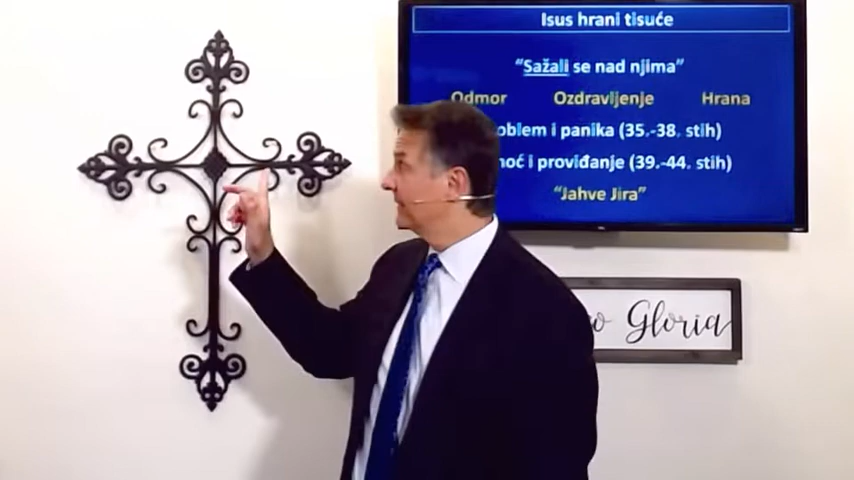 Isus hrani tisuće
"Sažali se nad njima"
Odmor Ozdravljenje Hrana
i panika (35.-38. stih)
i proviđanje (39.-44. stih)
"Jahve Jira"
Gloria